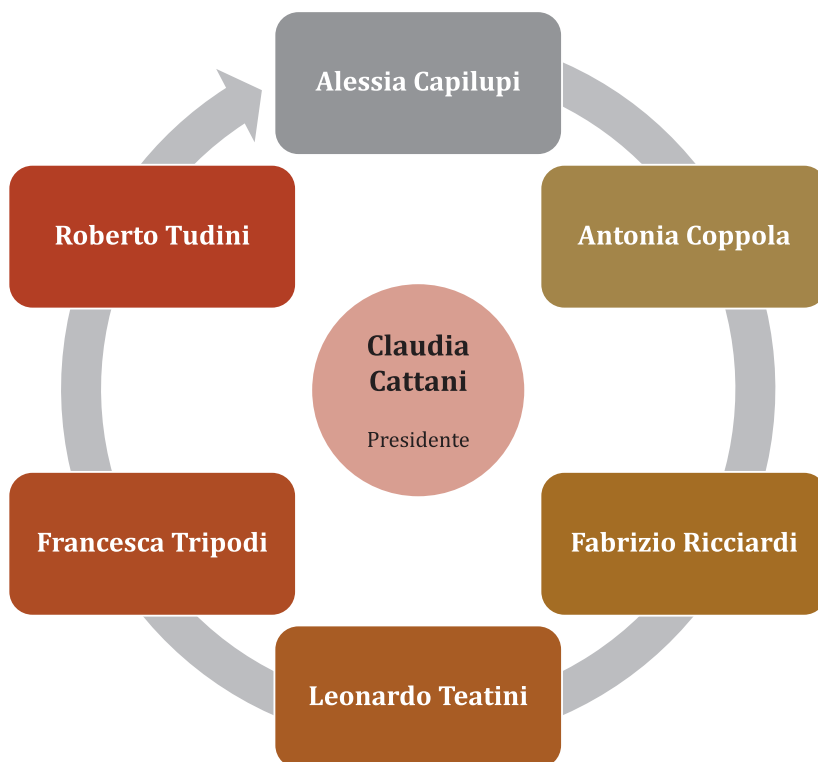 Alessia Capilupi
Roberto Tudini
Antonia Coppola
Claudia
Cattani
Presidente
Francesca Tripodi
Fabrizio Ricciardi
Leonardo Teatini